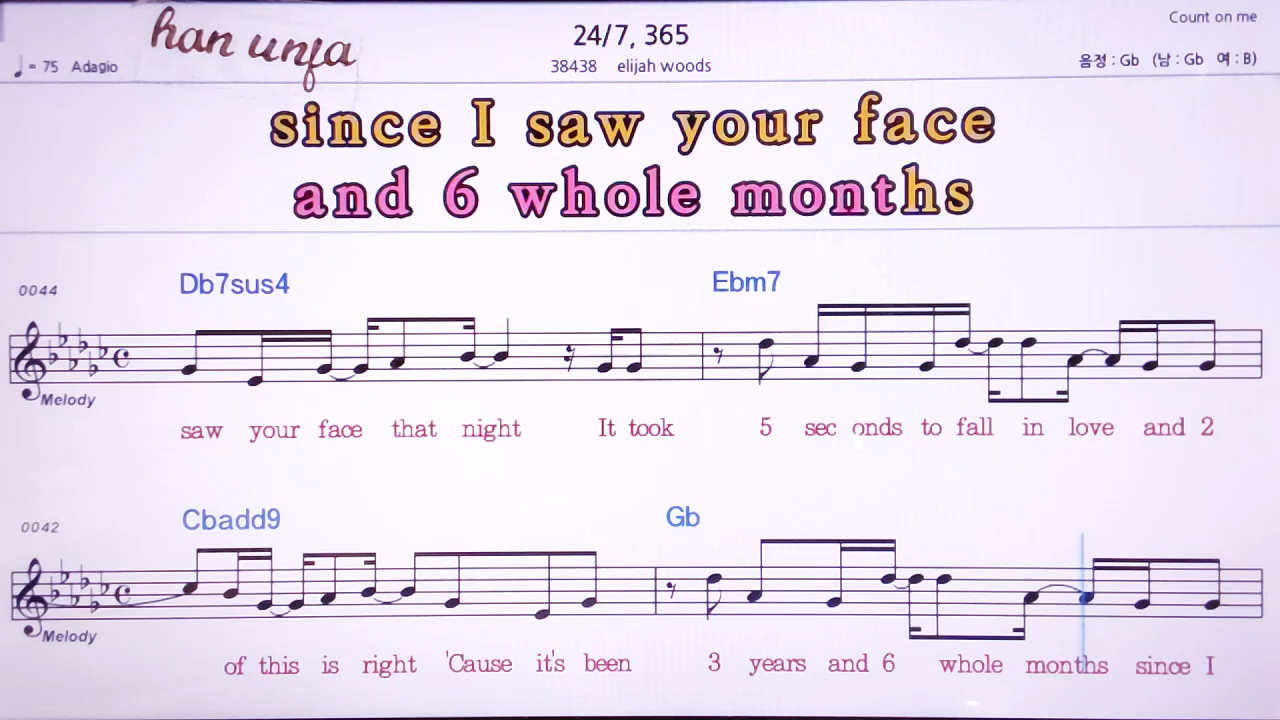 han unfa
24/7, 365
Count on me
♩= 75 Adagio
38438 elijah woods
음정 : Gb (남 : Gb 여 : B)
since I saw your face
and 6 whole months
0044
Db7sus4 Ebm7
Melody
saw your face that night It took 5 sec onds to fall in love and 2
0042
Cbadd9 Gb
Melody
of this is right 'Cause it's been 3 years and 6 whole months since I